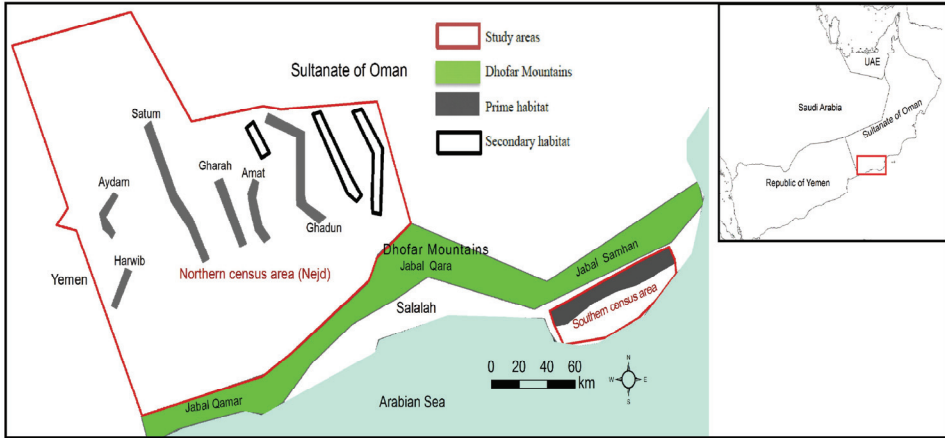 Study areas
Dhofar Mountains
Prime habitat
Secondary habitat
Sultanate of Oman
Satum
Gharah
Amat
Aydam
Ghadun
Harwib
Yemen
Northern census area (Nejd)
Dhofar Mountains
Jabal Qara
Jabal Samhan
Salalah
Southern census area
Jabal Qamar
Arabian Sea
0 20 40 60
km
N
W E
S
UAE
Saudi Arabia
Sultanate of Oman
Republic of Yemen